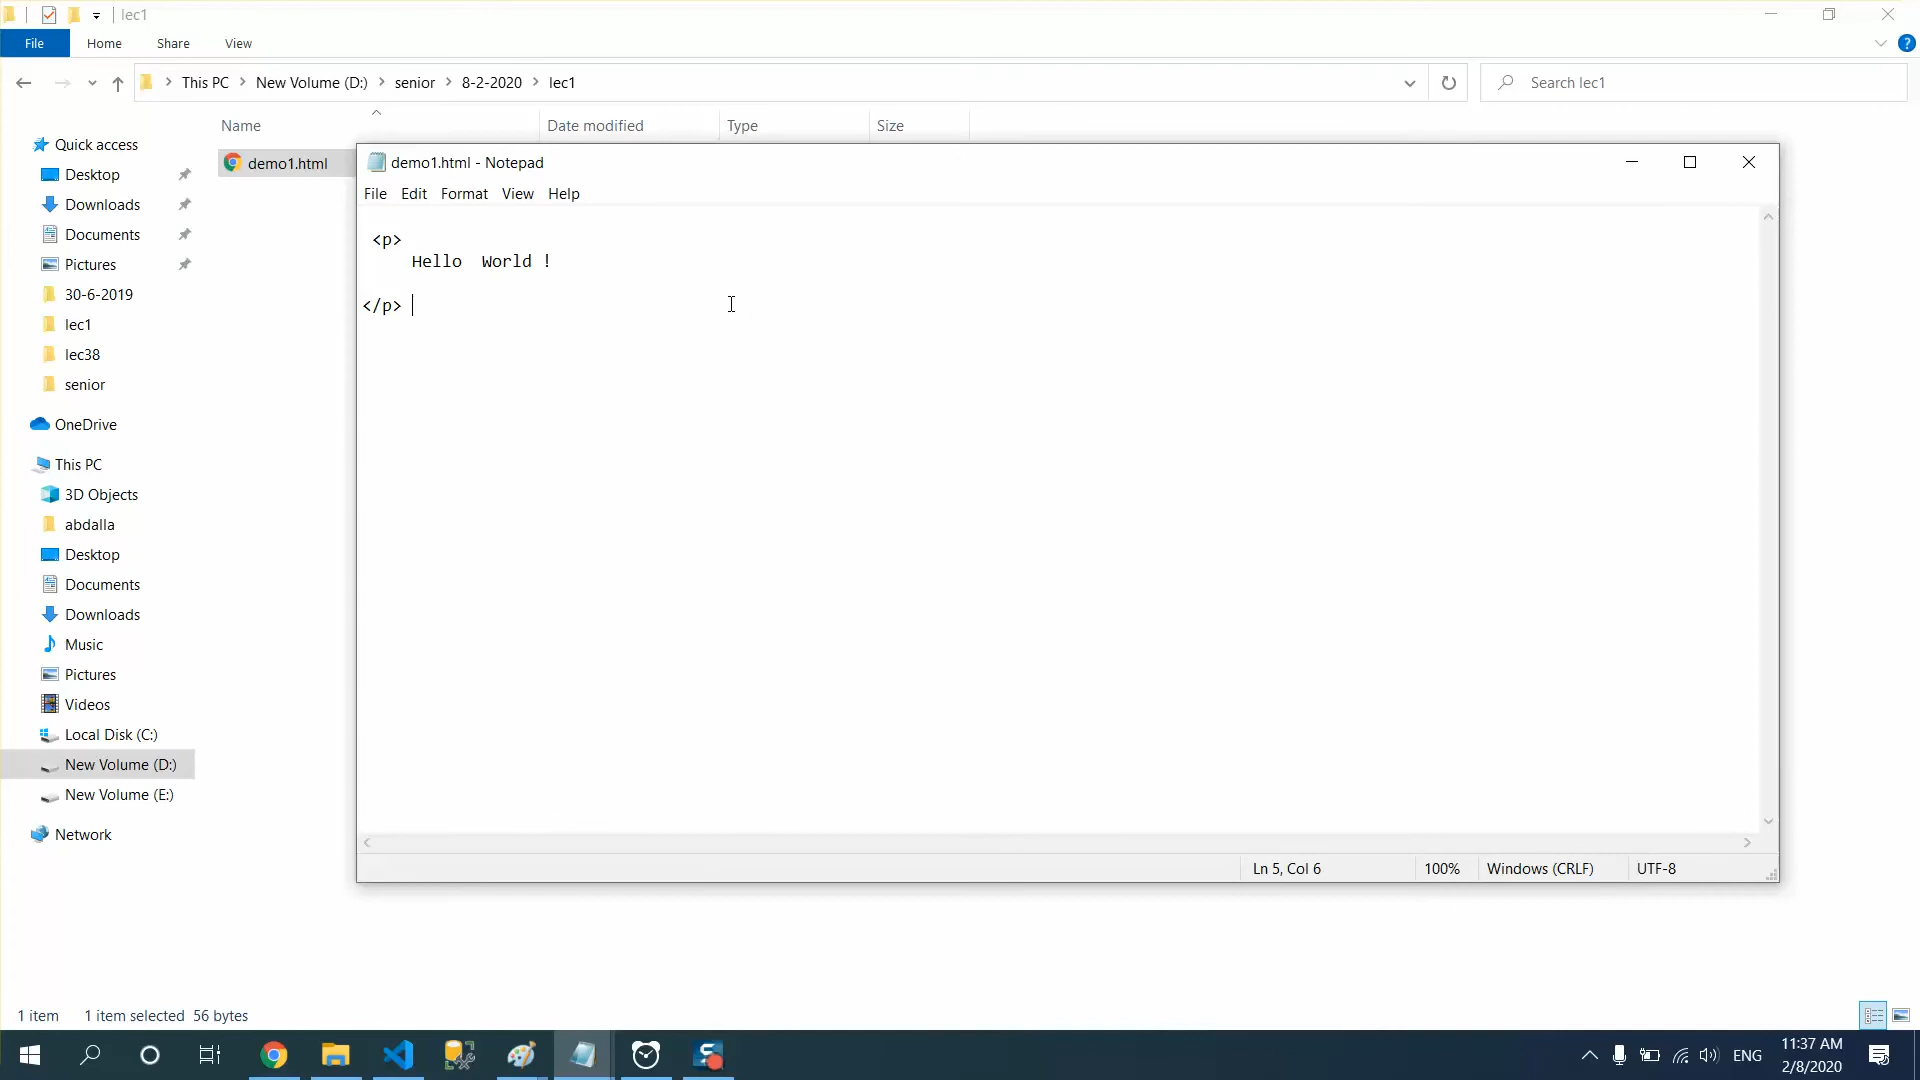 lec1
File Home Share View
This PC New Volume (D:) senior 8-2-2020 lec1
Search lec1
Name Date modified Type Size
Quick access
Desktop
Downloads
Documents
Pictures
30-6-2019
lec1
lec38
senior
OneDrive
This PC
3D Objects
abdalla
Desktop
Documents
Downloads
Music
Pictures
Videos
Local Disk (C:)
New Volume (D:)
New Volume (E:)
Network
demo1.html
demo1.html - Notepad
File Edit Format View Help
<p>
Hello World !
</p>
Ln 5, Col 6 100% Windows (CRLF) UTF-8
1 item 1 item selected 56 bytes
ENG
11:37 AM
2/8/2020